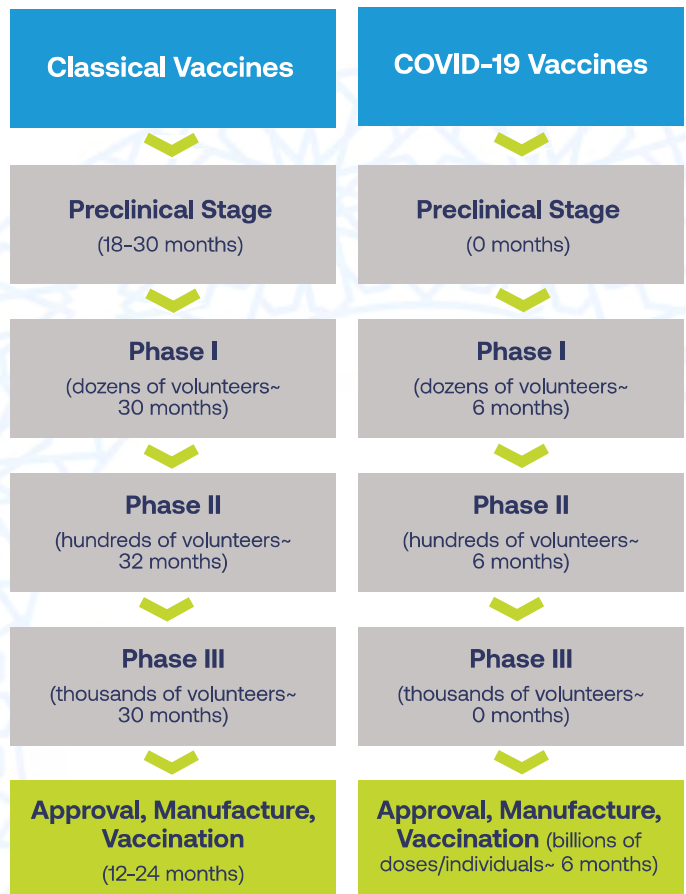 Classical Vaccines
Preclinical Stage
(18-30 months)
Phase I
(dozens of volunteers~
30 months)
Phase II
(hundreds of volunteers~
32 months)
Phase III
(thousands of volunteers~
30 months)
Approval, Manufacture,
Vaccination
(12-24 months)
COVID-19 Vaccines
Preclinical Stage
(0 months)
Phase I
(dozens of volunteers~
6 months)
Phase II
(hundreds of volunteers~
6 months)
Phase III
(thousands of volunteers~
0 months)
Approval, Manufacture,
Vaccination (billions of
doses/individuals~ 6 months)